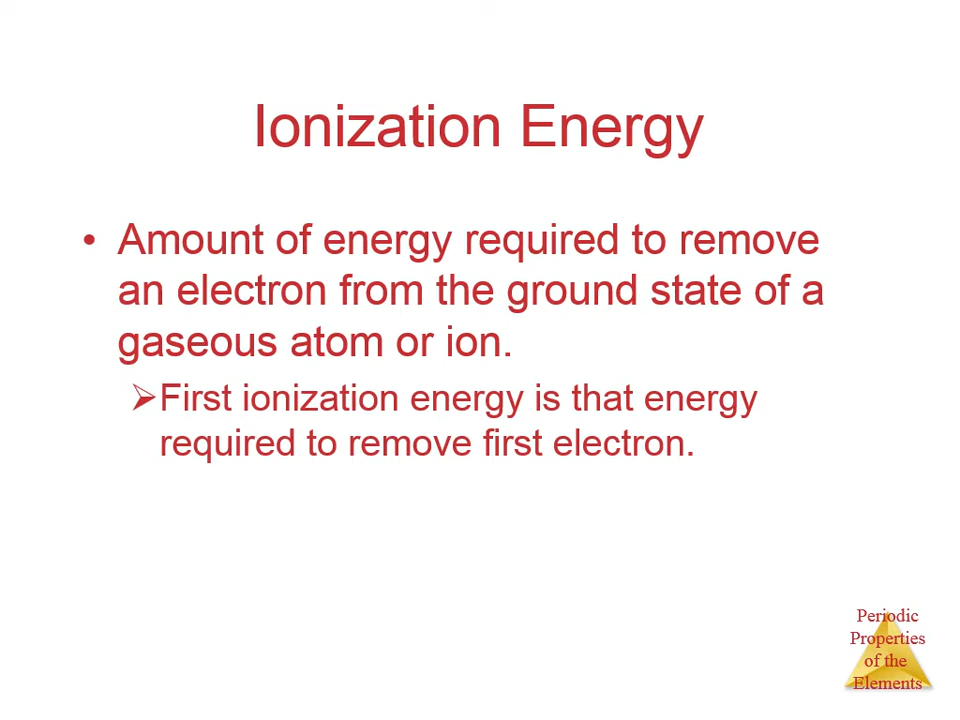 Ionization Energy
• Amount of energy required to remove
an electron from the ground state of a
gaseous atom or ion.
➢First ionization energy is that energy
required to remove first electron.
Periodic
Properties
of the
Elements